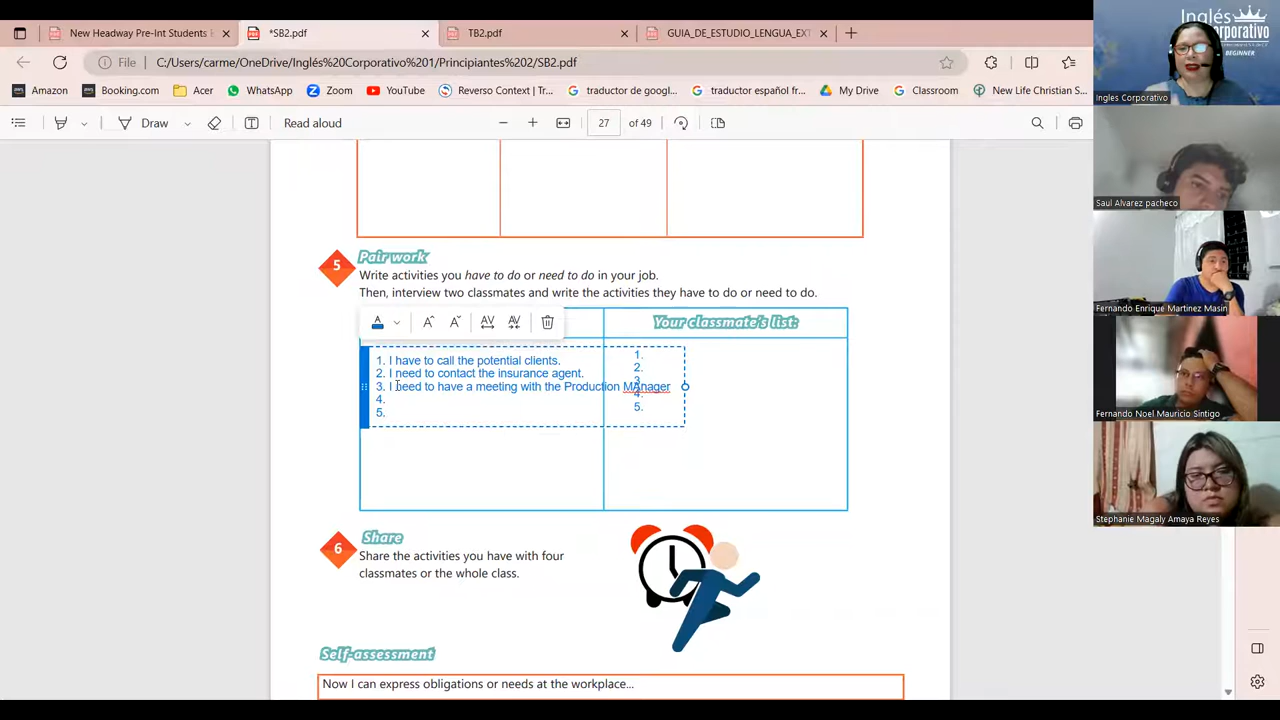 New Headway Pre-Int Students E
*SB2.pdf
TB2.pdf
GUIA_DE_ESTUDIO_LENGUA_EXT
File
C:/Users/carme/OneDrive/Inglés%20Corporativo%201/Principiantes%20I/SB2.pdf
Amazon
Booking.com
Acer
WhatsApp
Zoom
YouTube
Reverso Context | Tr...
traductor de googl...
traductor español fr...
My Drive
Classroom
New Life Christian S...
Draw
Read aloud
27
of 49
5
Pair work
Write activities you have to do or need to do in your job.
Then, interview two classmates and write the activities they have to do or need to do.
Your classmate's list:
1. I have to call the potential clients.
2. I need to contact the insurance agent.
3. I need to have a meeting with the Production MAnager
4.
5.
1.
2.
3.
4.
5.
6
Share
Share the activities you have with four
classmates or the whole class.
Self-assessment
Now I can express obligations or needs at the workplace...
Inglés
Corporativo
BEGINNER
Ingles Corporativo
Saul Alvarez pacheco
Fernando Enrique Martinez Masin
Fernando Noel Mauricio Sintigo
Stephanie Magaly Amaya Reyes